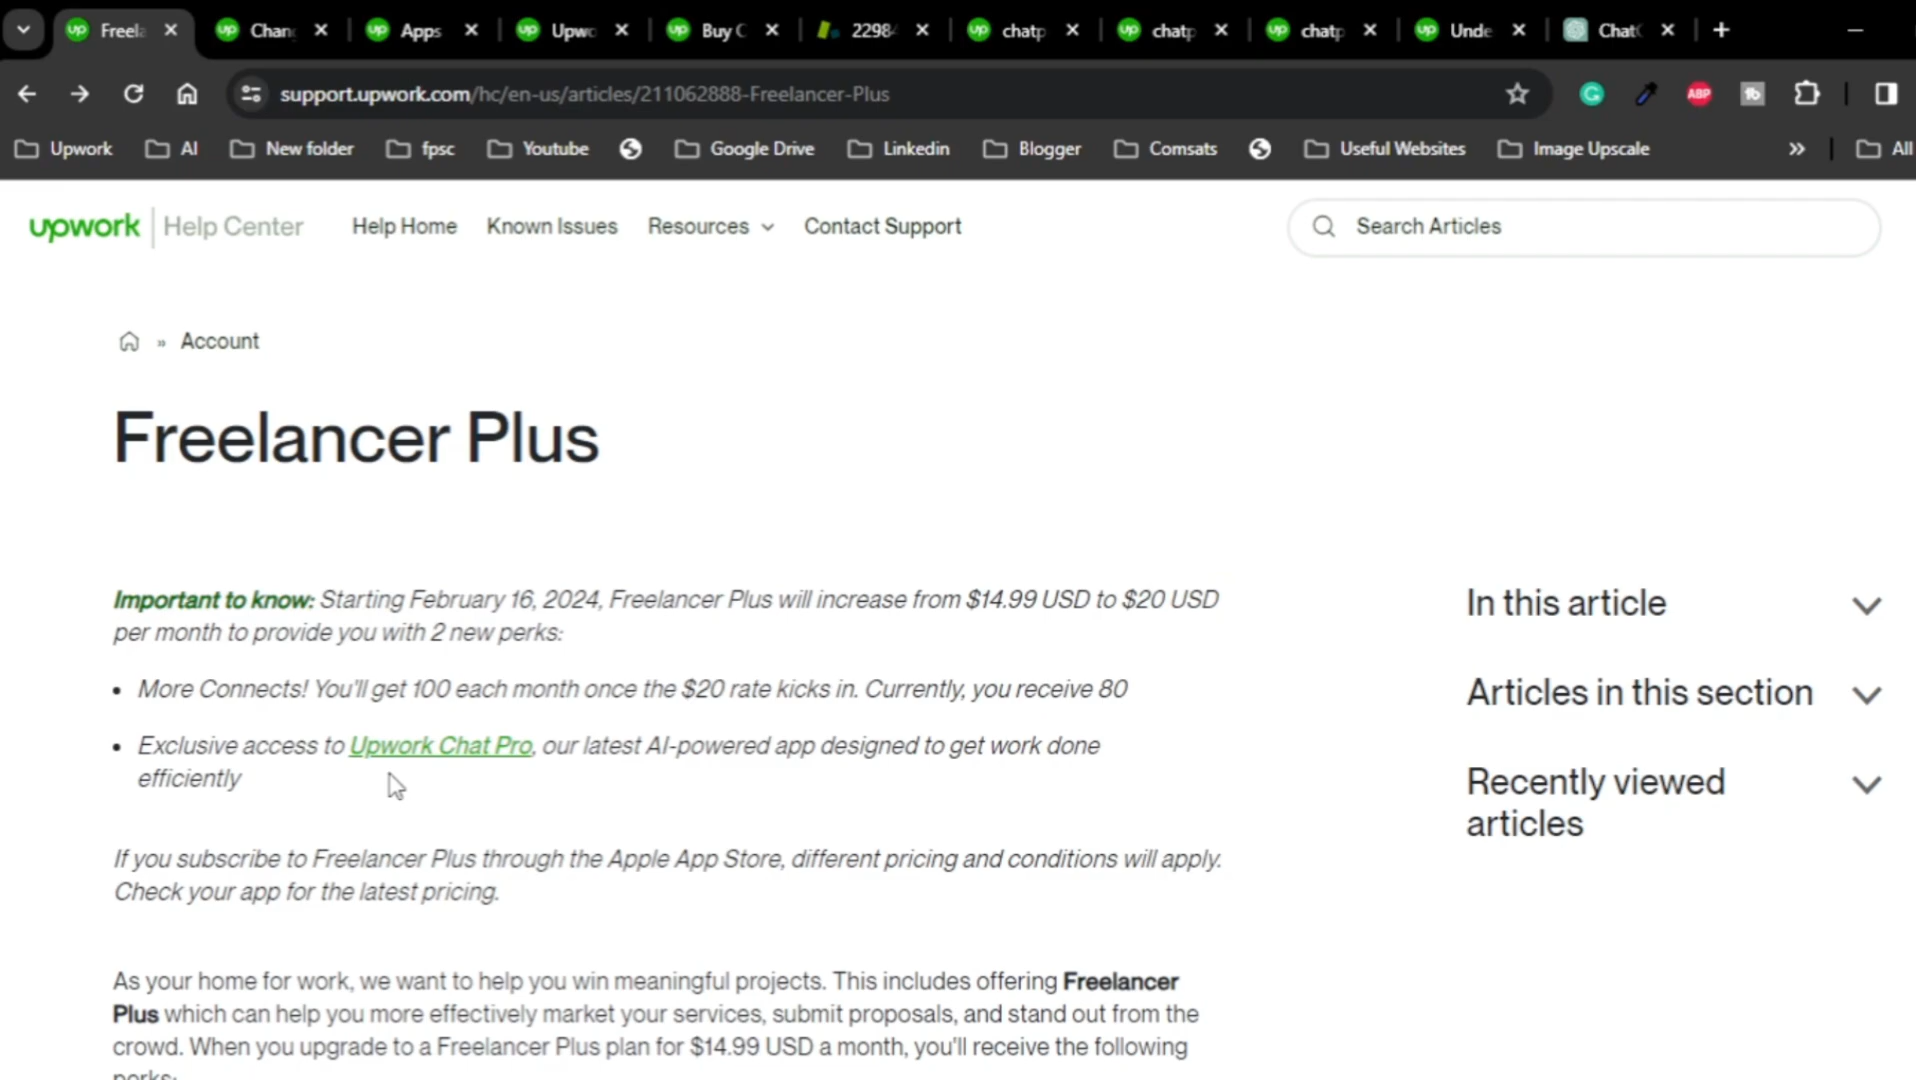 Freela
Chan
Apps
Upwo
Buy C
2298
chatp
chatp
chatp
Unde
Chat
support.upwork.com/hc/en-us/articles/211062888-Freelancer-Plus
ABP
Upwork
AI
New folder
fpsc
Youtube
Google Drive
Linkedin
Blogger
Comsats
Useful Websites
Image Upscale
»
All
upwork Help Center
Help Home
Known Issues
Resources
Contact Support
Search Articles
» Account
Freelancer Plus
Important to know: Starting February 16, 2024, Freelancer Plus will increase from $14.99 USD to $20 USD
per month to provide you with 2 new perks:
• More Connects! You'll get 100 each month once the $20 rate kicks in. Currently, you receive 80
• Exclusive access to Upwork Chat Pro, our latest AI-powered app designed to get work done
efficiently
If you subscribe to Freelancer Plus through the Apple App Store, different pricing and conditions will apply.
Check your app for the latest pricing.
As your home for work, we want to help you win meaningful projects. This includes offering Freelancer
Plus which can help you more effectively market your services, submit proposals, and stand out from the
crowd. When you upgrade to a Freelancer Plus plan for $14.99 USD a month, you'll receive the following
perks:
In this article
Articles in this section
Recently viewed
articles